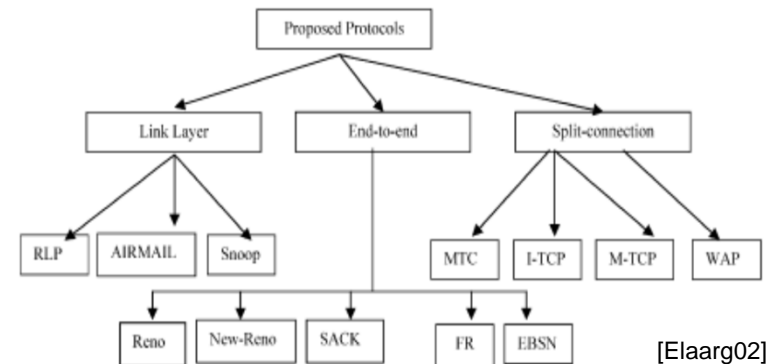 Proposed Protocols
Link Layer
End-to-end
Split-connection
RLP
AIRMAIL
Snoop
MTC
I-TCP
M-TCP
WAP
Reno
New-Reno
SACK
FR
EBSN
[Elaarg02]